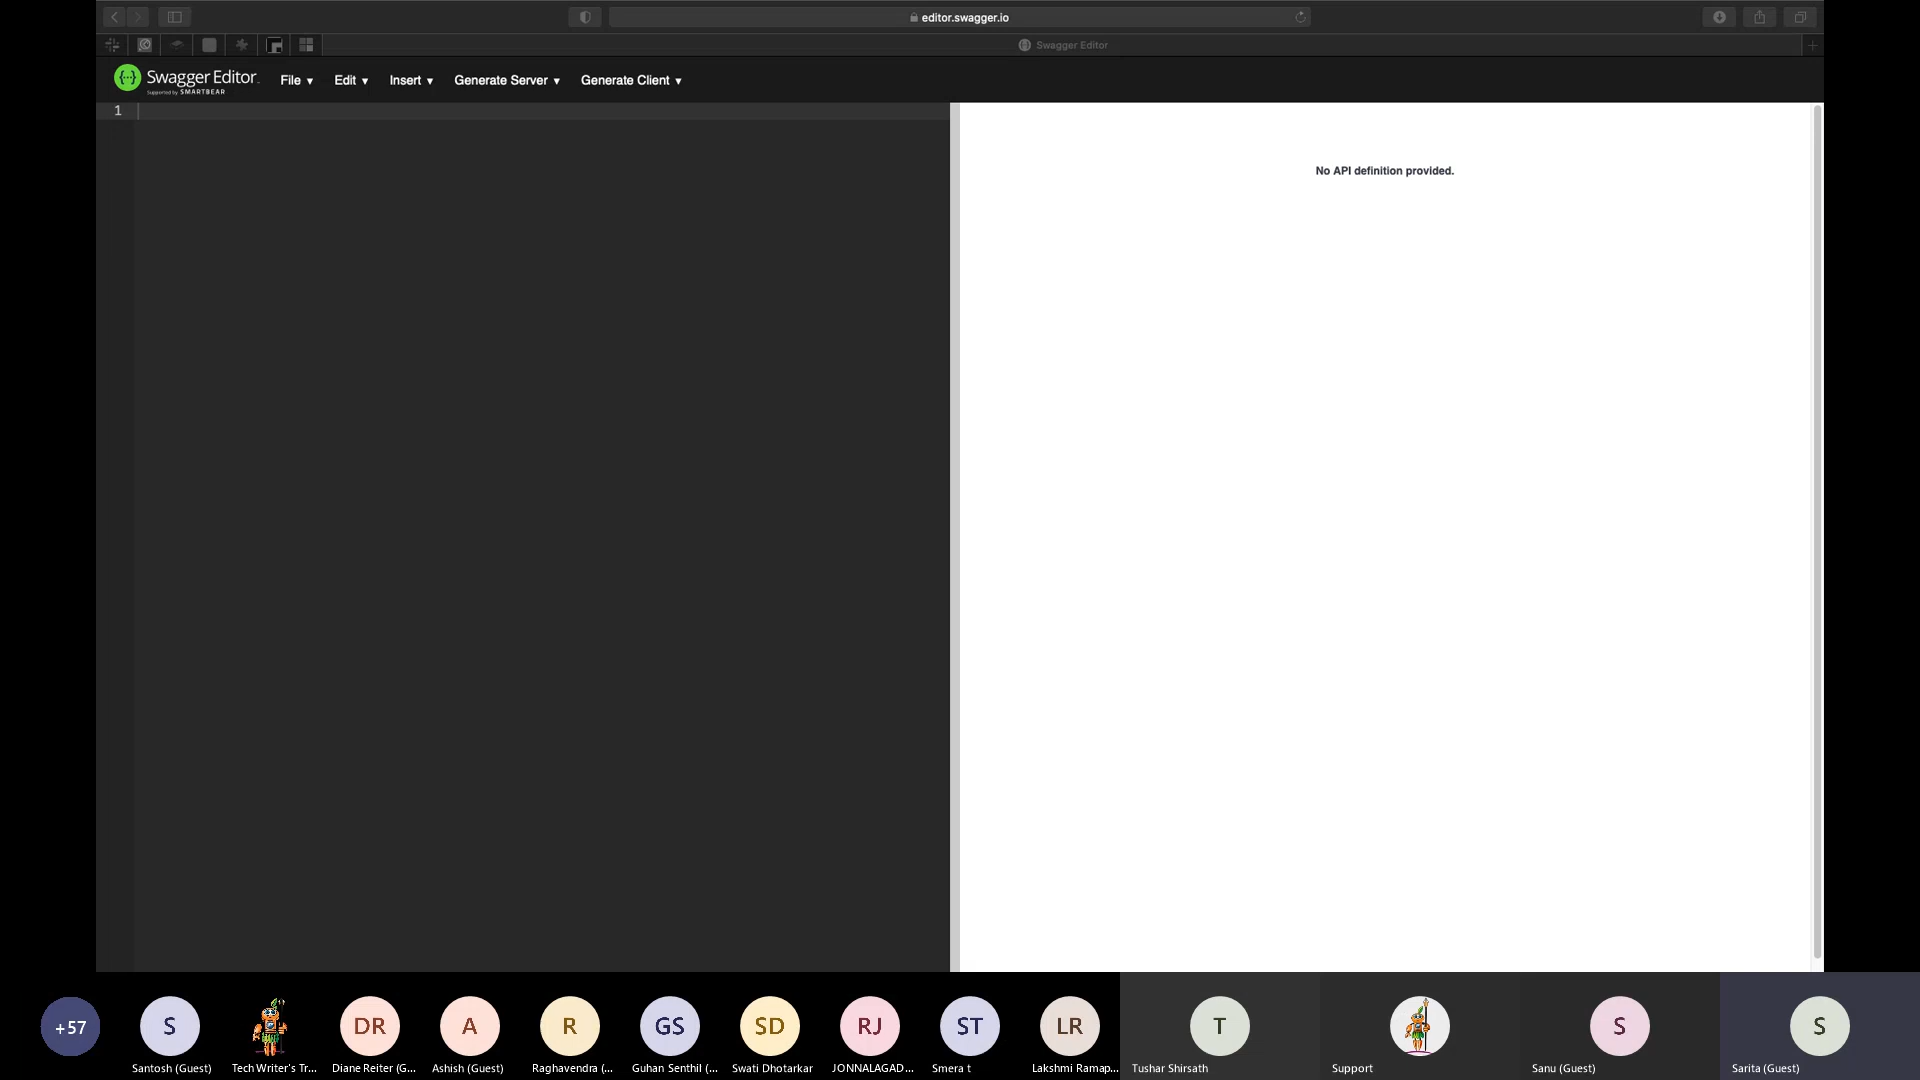 editor.swagger.io
Swagger Editor
Swagger Editor
Supported by SMARTBEAR
File ▾ Edit ▾ Insert ▾ Generate Server ▾ Generate Client ▾
1
No API definition provided.
+57 S DR A R GS SD RJ ST LR T S S
Santosh (Guest) Tech Writer's Tr... Diane Reiter (G... Ashish (Guest) Raghavendra (... Guhan Senthil (... Swati Dhotarkar JONNALAGAD... Smera t Lakshmi Ramap... Tushar Shirsath Support Sanu (Guest) Sarita (Guest)